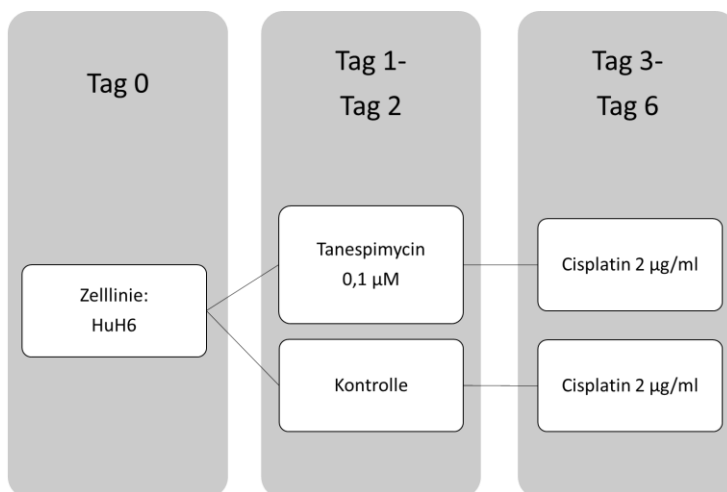 Tag 0
Tag 1-
Tag 2
Tag 3-
Tag 6
Zelllinie:
HuH6
Tanespimycin
0,1 µM
Kontrolle
Cisplatin 2 µg/ml
Cisplatin 2 µg/ml